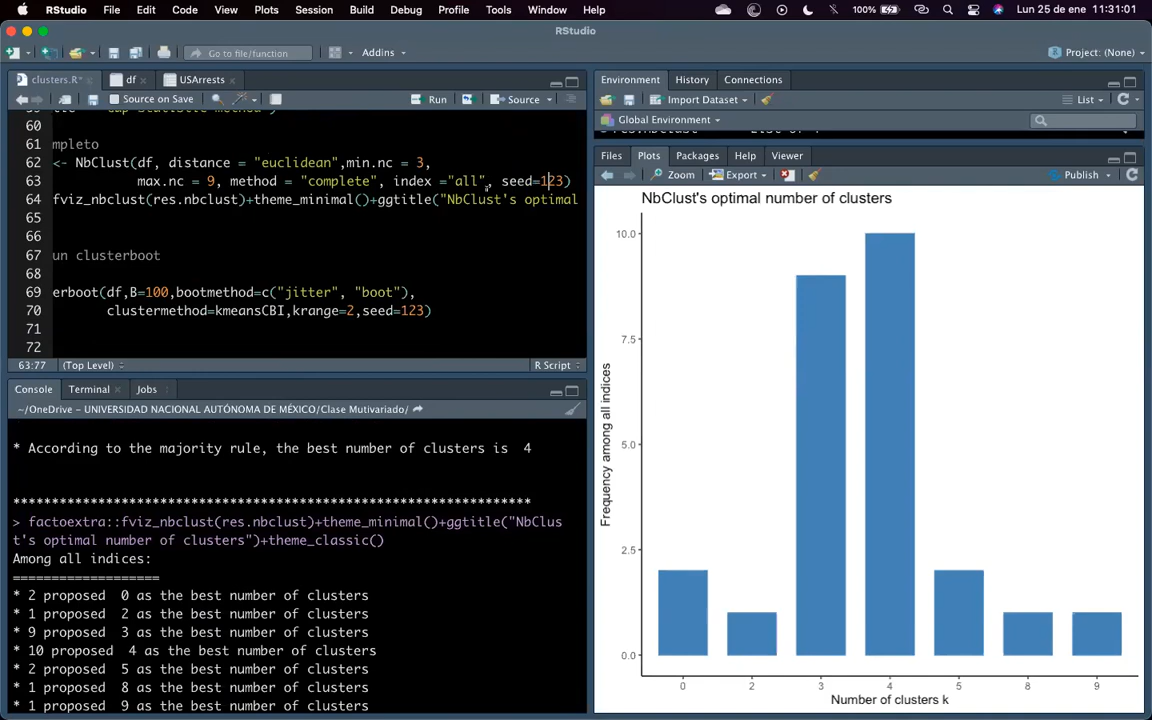 RStudio File Edit Code View Plots Session Build Debug Profile Tools Window Help 100% Lun 25 de ene 11:31:01
RStudio
Go to file/function Addins Project: (None)
clusters.R* df USArrests
Source on Save Run Source
60
61 mpleto
62 <- NbClust(df, distance = "euclidean",min.nc = 3,
63 max.nc = 9, method = "complete", index ="all", seed=123)
64 fviz_nbclust(res.nbclust)+theme_minimal()+ggtitle("NbClust's optimal
65
66
67 un clusterboot
68
69 erboot(df,B=100,bootmethod=c("jitter", "boot"),
70 clustermethod=kmeansCBI,krange=2,seed=123)
71
72
63:77 (Top Level) R Script
Console Terminal Jobs
~/OneDrive - UNIVERSIDAD NACIONAL AUTÓNOMA DE MÉXICO/Clase Mutivariado/
* According to the majority rule, the best number of clusters is 4
*******************************************************************
> factoextra::fviz_nbclust(res.nbclust)+theme_minimal()+ggtitle("NbClus
t's optimal number of clusters")+theme_classic()
Among all indices:
===================
* 2 proposed 0 as the best number of clusters
* 1 proposed 2 as the best number of clusters
* 9 proposed 3 as the best number of clusters
* 10 proposed 4 as the best number of clusters
* 2 proposed 5 as the best number of clusters
* 1 proposed 8 as the best number of clusters
* 1 proposed 9 as the best number of clusters
Environment History Connections
Import Dataset List
Global Environment
Files Plots Packages Help Viewer
Zoom Export Publish
NbClust's optimal number of clusters
Frequency among all indices
10.0
7.5
5.0
2.5
0.0
0 2 3 4 5 8 9
Number of clusters k